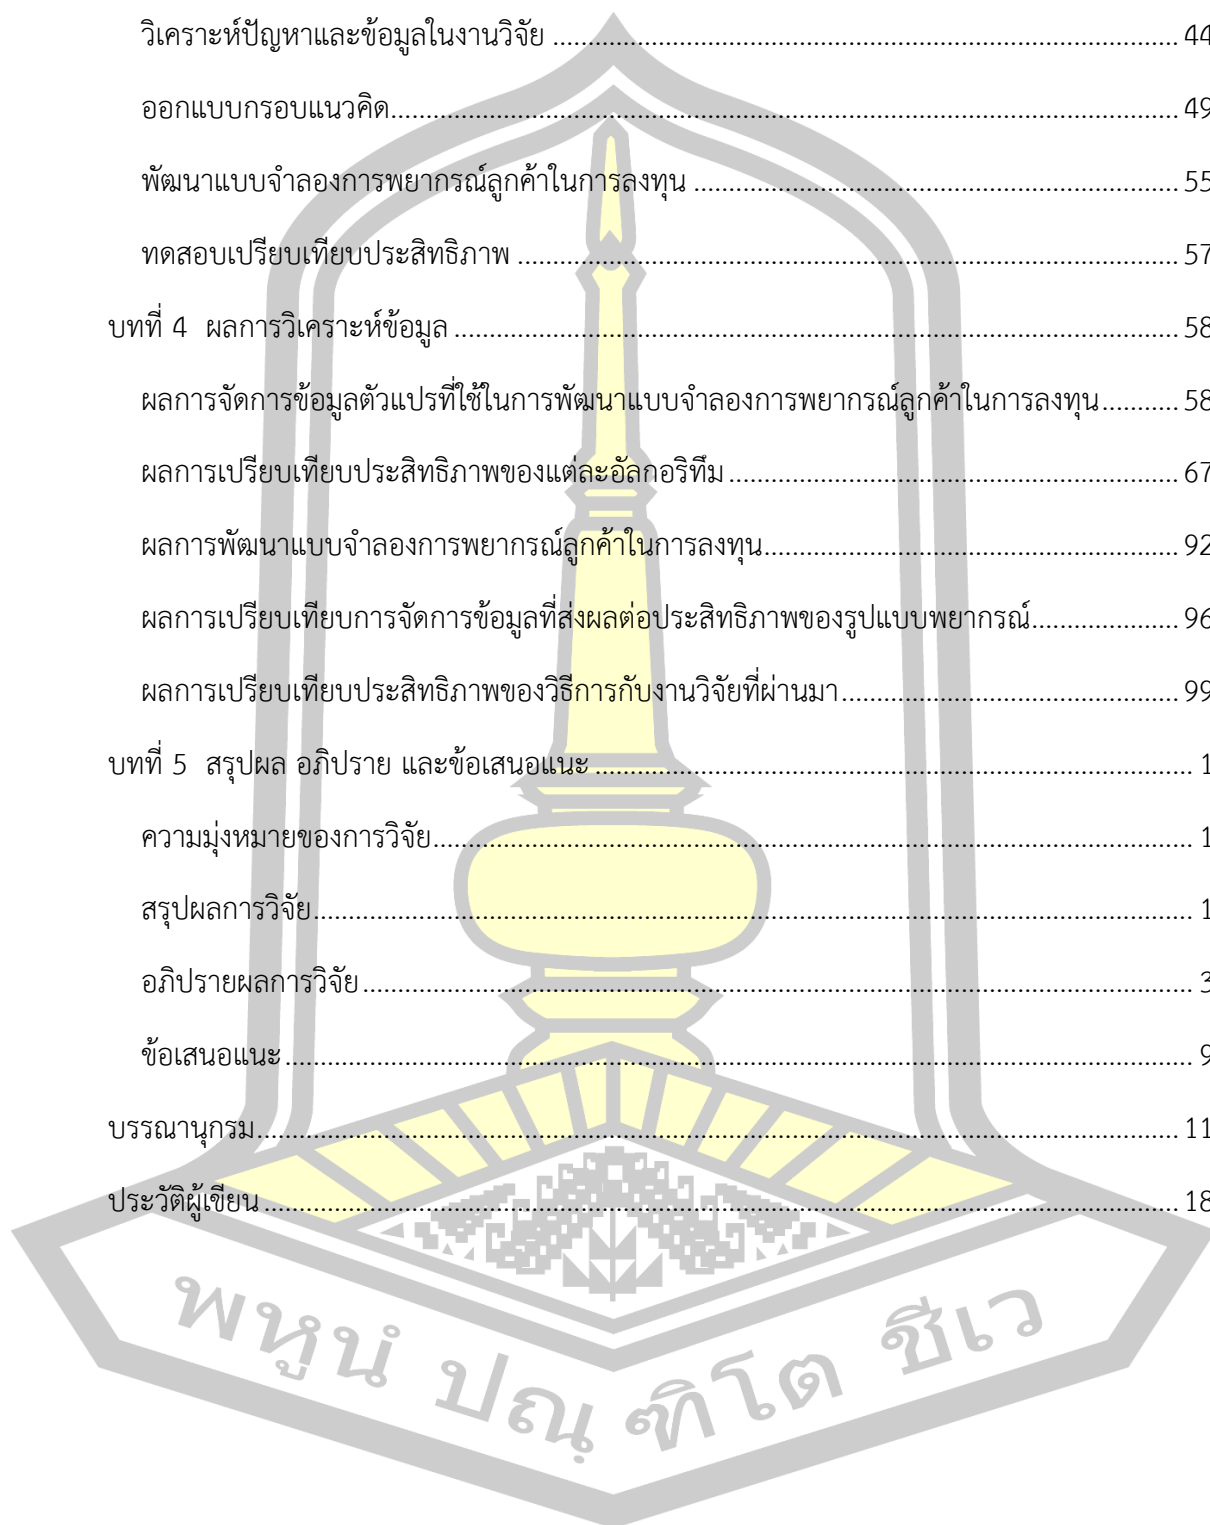 วิเคราะห์ปัญหาและข้อมูลในงานวิจัย ........ 44
ออกแบบกรอบแนวคิด........ 49
พัฒนาแบบจำลองการพยากรณ์ลูกค้าในการลงทุน ........ 55
ทดสอบเปรียบเทียบประสิทธิภาพ ........ 57
บทที่ 4 ผลการวิเคราะห์ข้อมูล ........ 58
ผลการจัดการข้อมูลตัวแปรที่ใช้ในการพัฒนาแบบจำลองการพยากรณ์ลูกค้าในการลงทุน........ 58
ผลการเปรียบเทียบประสิทธิภาพของแต่ละอัลกอริทึม ........ 67
ผลการพัฒนาแบบจำลองการพยากรณ์ลูกค้าในการลงทุน........ 92
ผลการเปรียบเทียบการจัดการข้อมูลที่ส่งผลต่อประสิทธิภาพของรูปแบบพยากรณ์........ 96
ผลการเปรียบเทียบประสิทธิภาพของวิธีการกับงานวิจัยที่ผ่านมา........ 99
บทที่ 5 สรุปผล อภิปราย และข้อเสนอแนะ ........ 1
ความมุ่งหมายของการวิจัย........ 1
สรุปผลการวิจัย........ 1
อภิปรายผลการวิจัย ........ 3
ข้อเสนอแนะ ........ 9
บรรณานุกรม........ 11
ประวัติผู้เขียน ........ 18
พหูนํ ปณฺฑิโต ชีเว